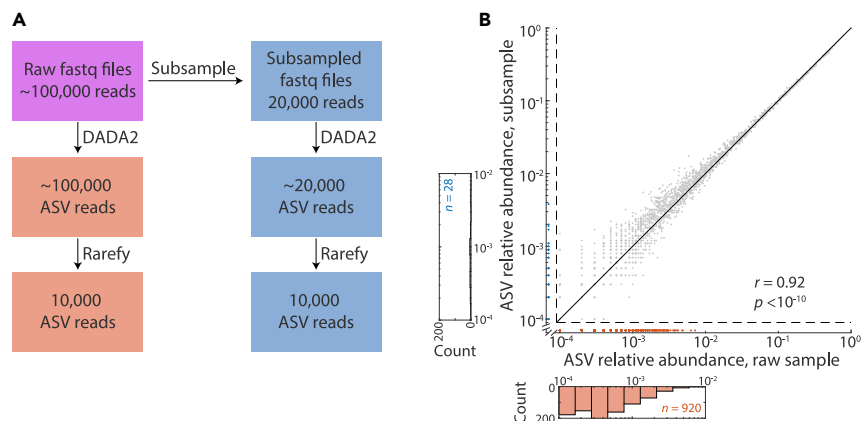 A
Raw fastq files
~100,000 reads
Subsample
Subsampled
fastq files
20,000 reads
DADA2
DADA2
~100,000
ASV reads
~20,000
ASV reads
Rarefy
Rarefy
10,000
ASV reads
10,000
ASV reads
B
ASV relative abundance, subsample
10⁰
10⁻¹
10⁻²
10⁻³
10⁻⁴
r = 0.92
p <10⁻¹⁰
10⁻⁴
10⁻³
10⁻²
10⁻¹
10⁰
ASV relative abundance, raw sample
n = 28
10⁻²
10⁻³
10⁻⁴
200
0
Count
10⁻⁴
10⁻³
10⁻²
0
200
Count
n = 920